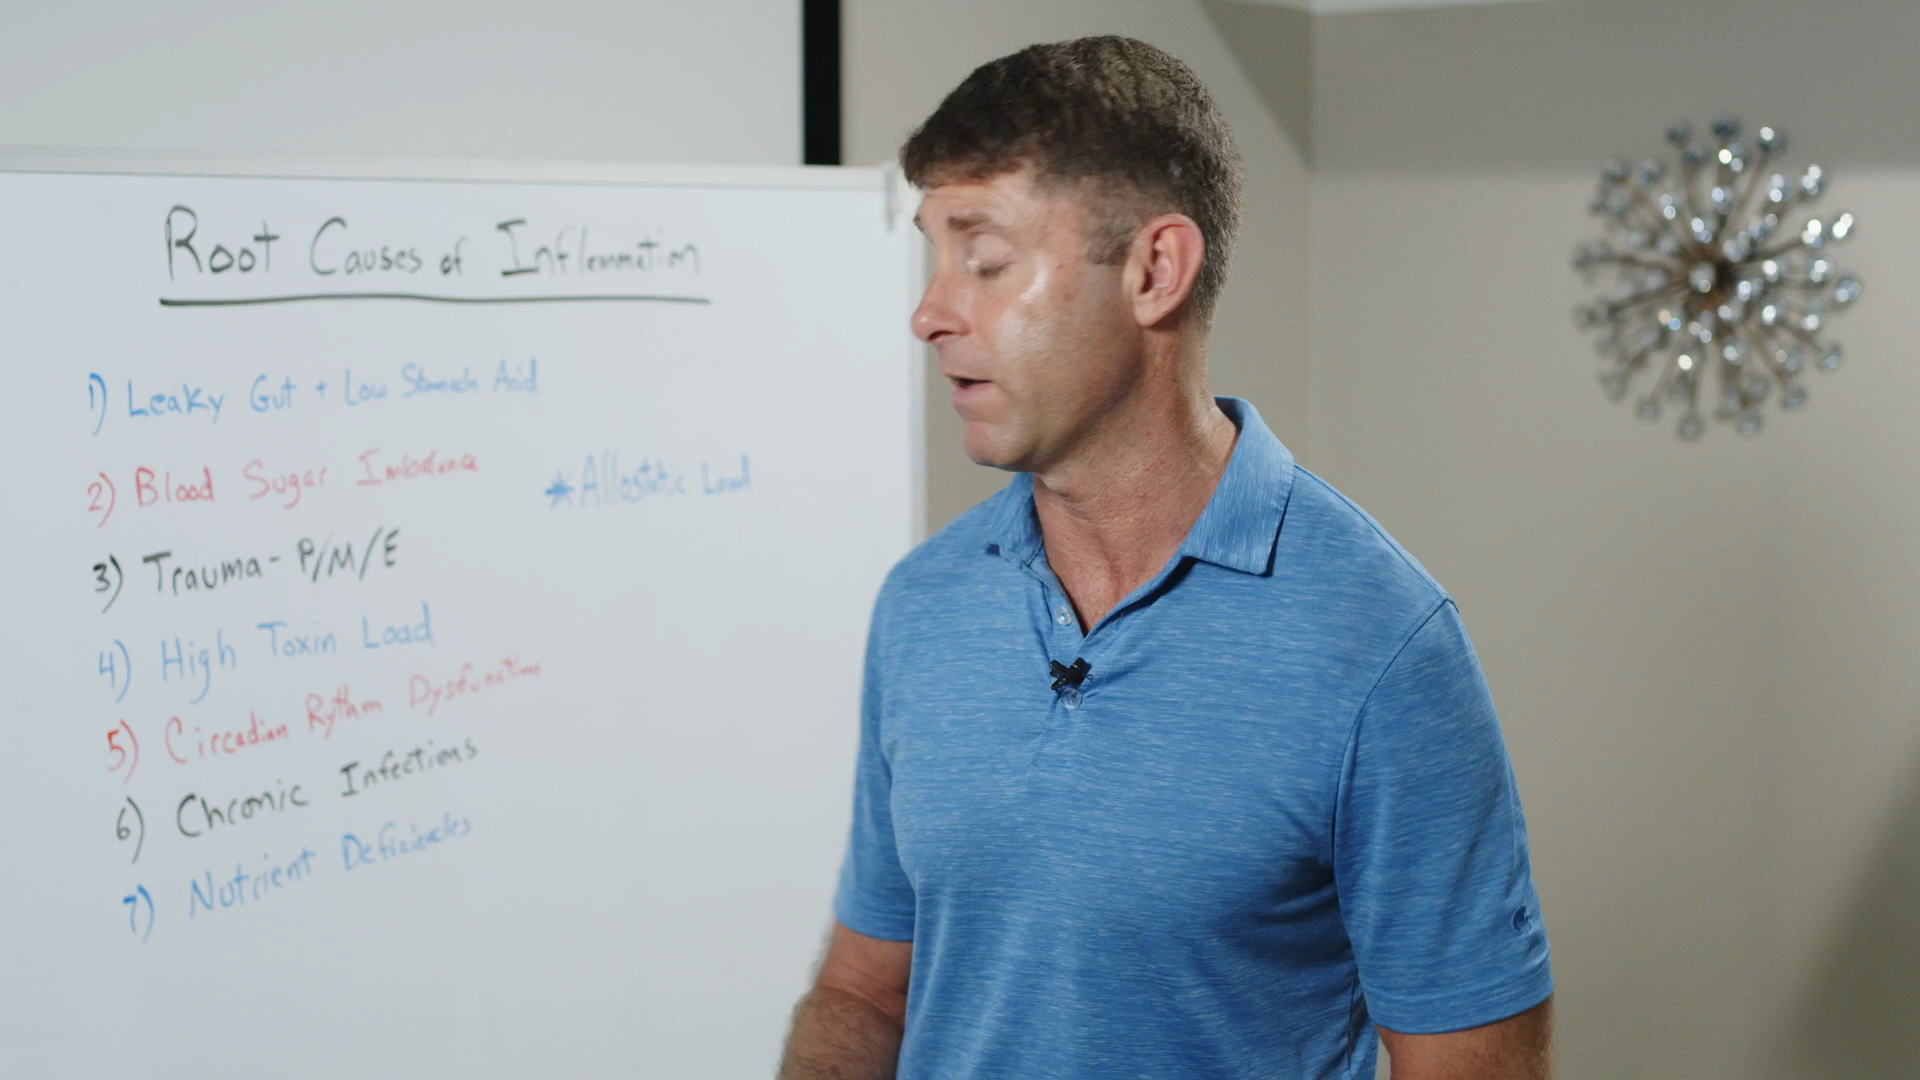 Root Causes of Inflammation
1) Leaky Gut + Low Stomach Acid
2) Blood Sugar Imbalance
* Allostatic Load
3) Trauma - P/M/E
4) High Toxin Load
5) Circadian Rythm Dysfunction
6) Chronic Infections
7) Nutrient Deficiencies